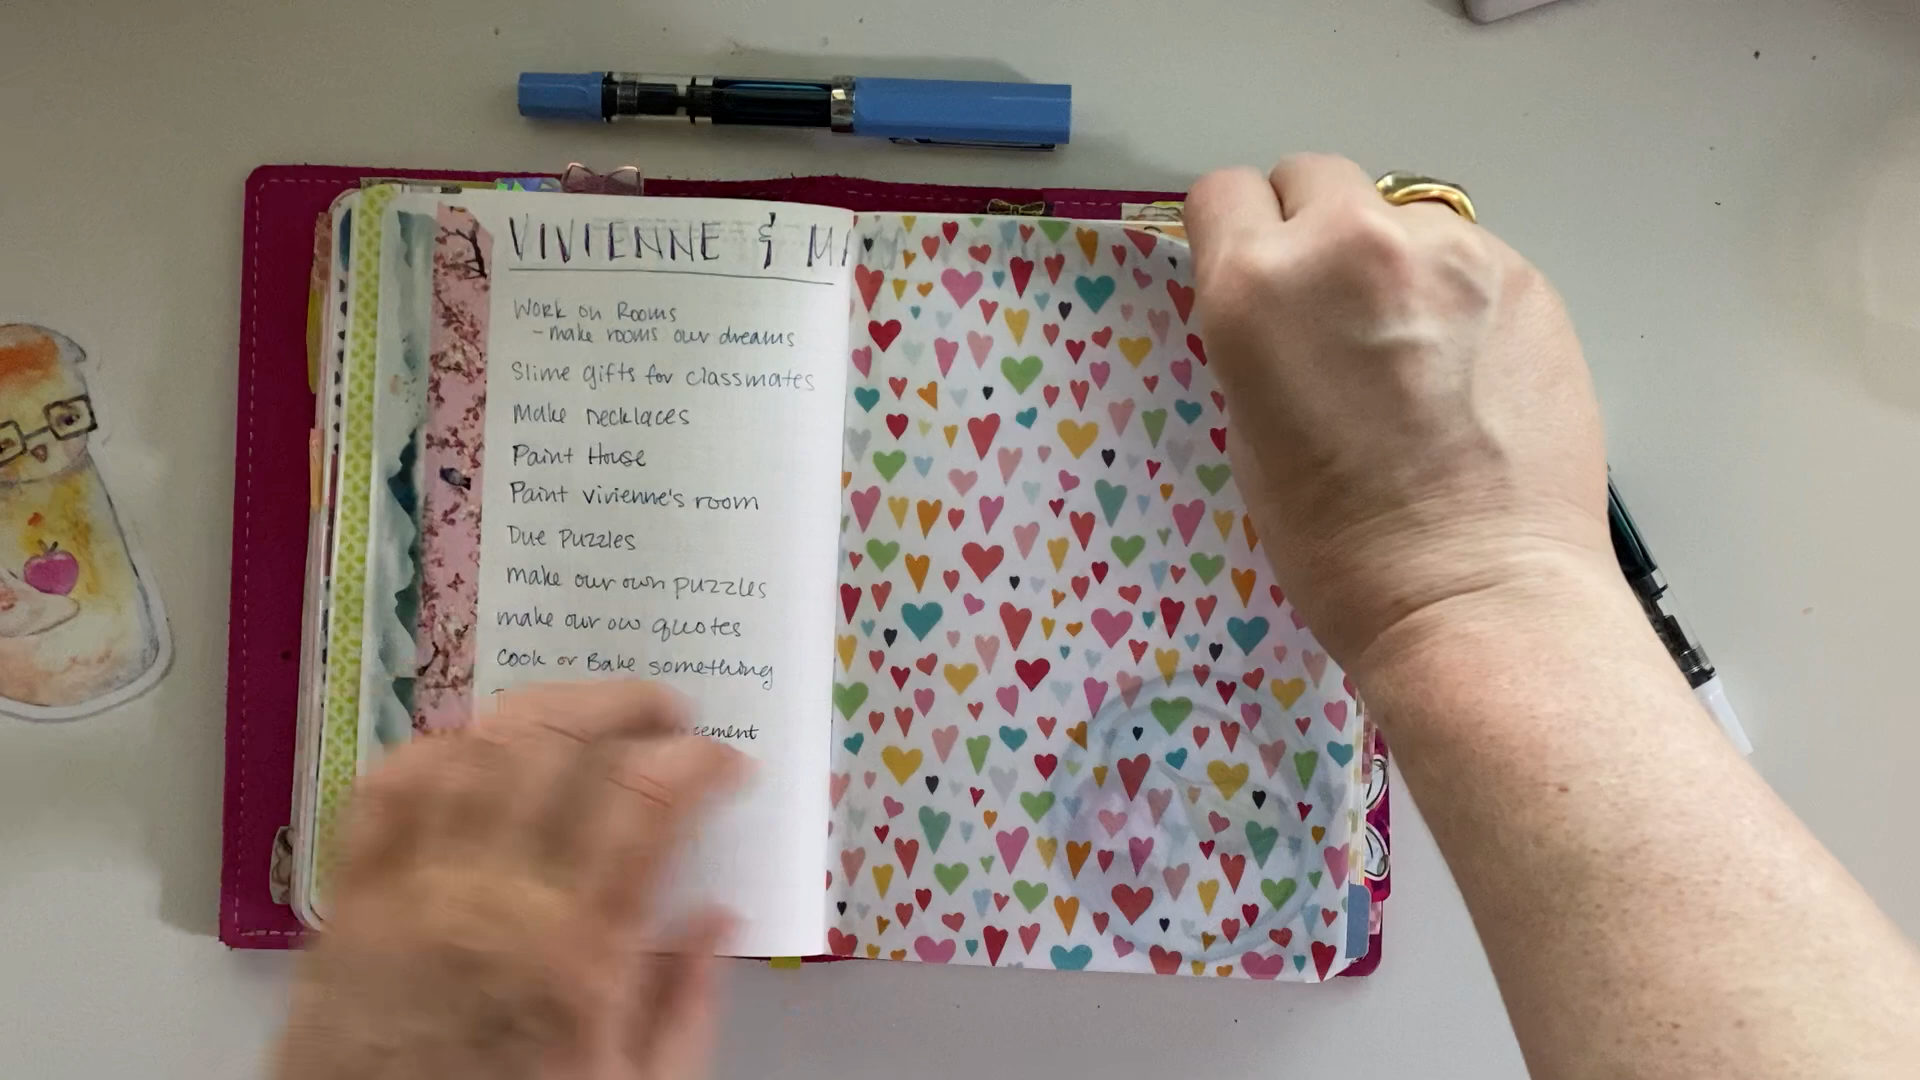 VIVIENNE & MAMA
Work on Rooms
- make rooms our dreams
Slime gifts for classmates
Make necklaces
Paint House
Paint vivienne's room
Due Puzzles
make our own puzzles
make our ow quotes
Cook or Bake something